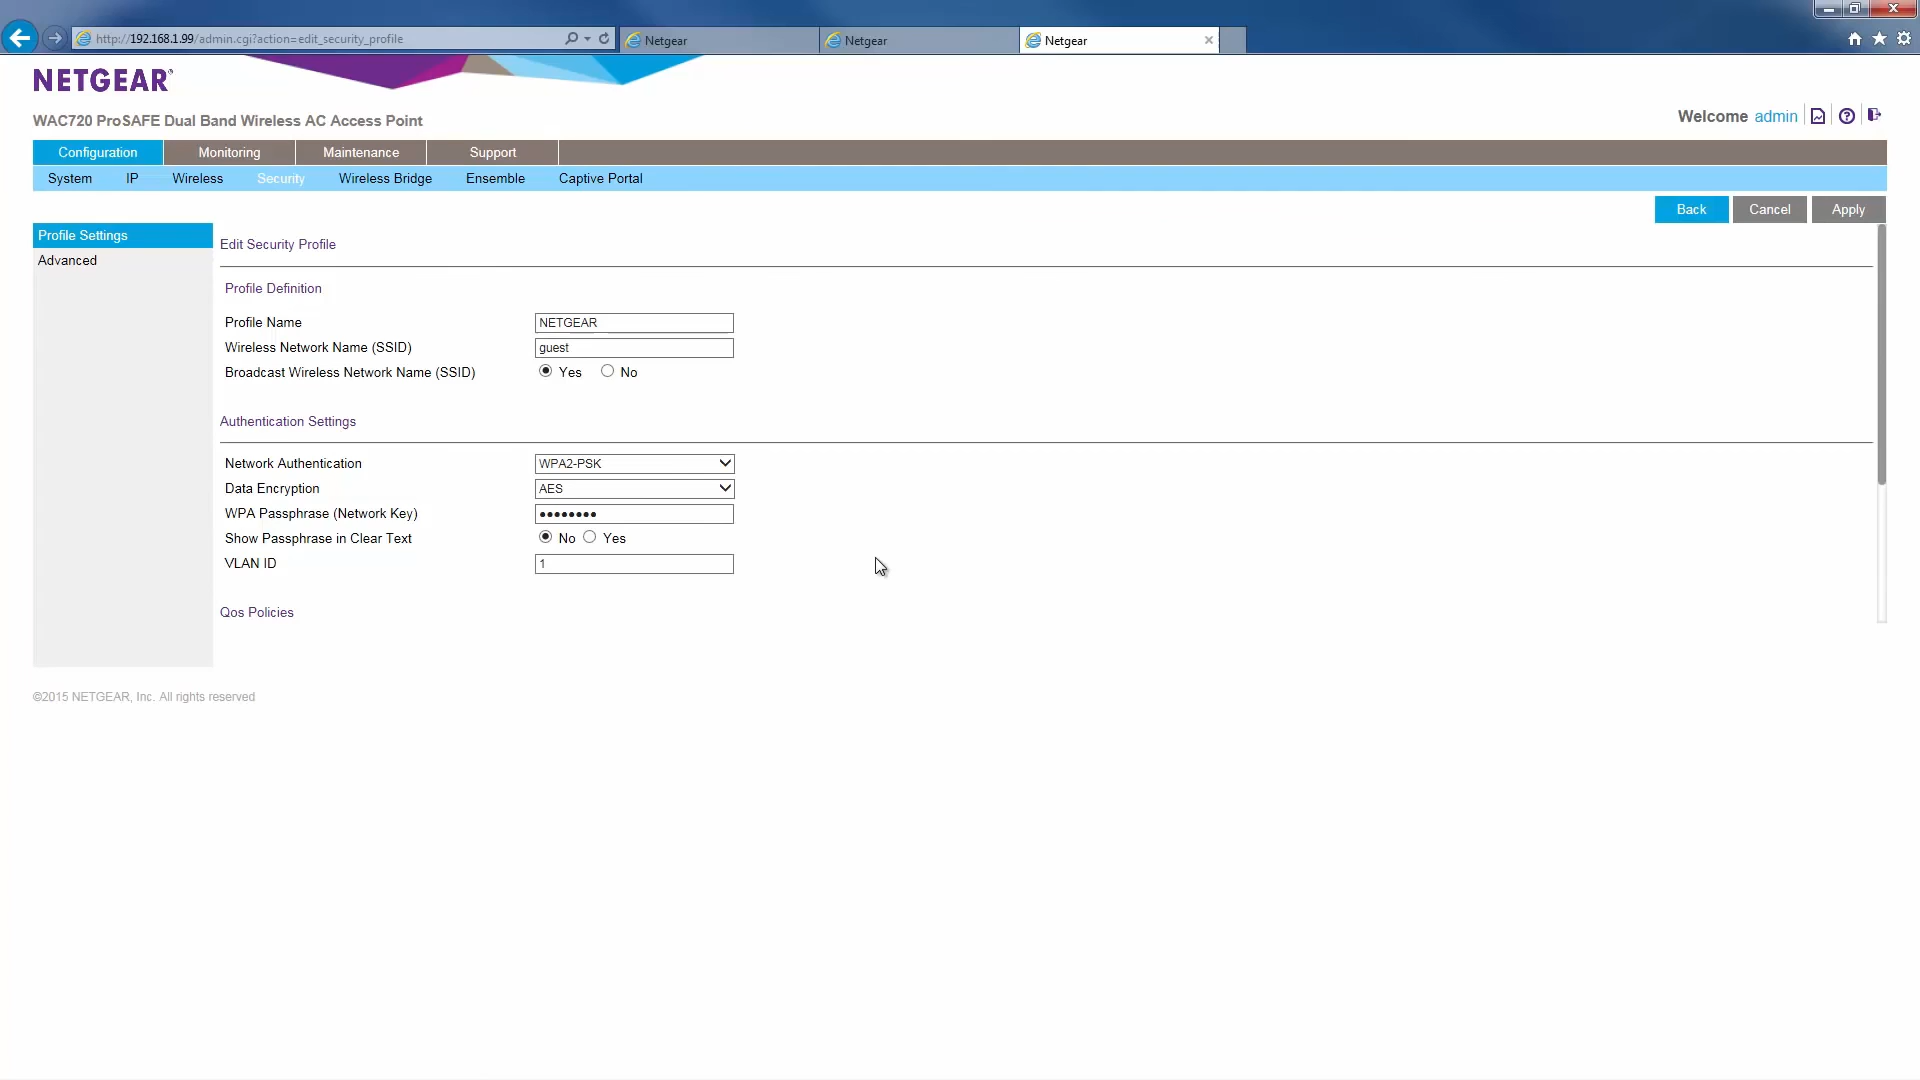 http://192.168.1.99/admin.cgi?action=edit_security_profile
Netgear
Netgear
Netgear
NETGEAR®
WAC720 ProSAFE Dual Band Wireless AC Access Point
Welcome admin
Configuration Monitoring Maintenance Support
System IP Wireless Security Wireless Bridge Ensemble Captive Portal
Back Cancel Apply
Profile Settings
Advanced
Edit Security Profile
Profile Definition
Profile Name NETGEAR
Wireless Network Name (SSID) guest
Broadcast Wireless Network Name (SSID) Yes No
Authentication Settings
Network Authentication WPA2-PSK
Data Encryption AES
WPA Passphrase (Network Key) ••••••••
Show Passphrase in Clear Text No Yes
VLAN ID 1
Qos Policies
©2015 NETGEAR, Inc. All rights reserved